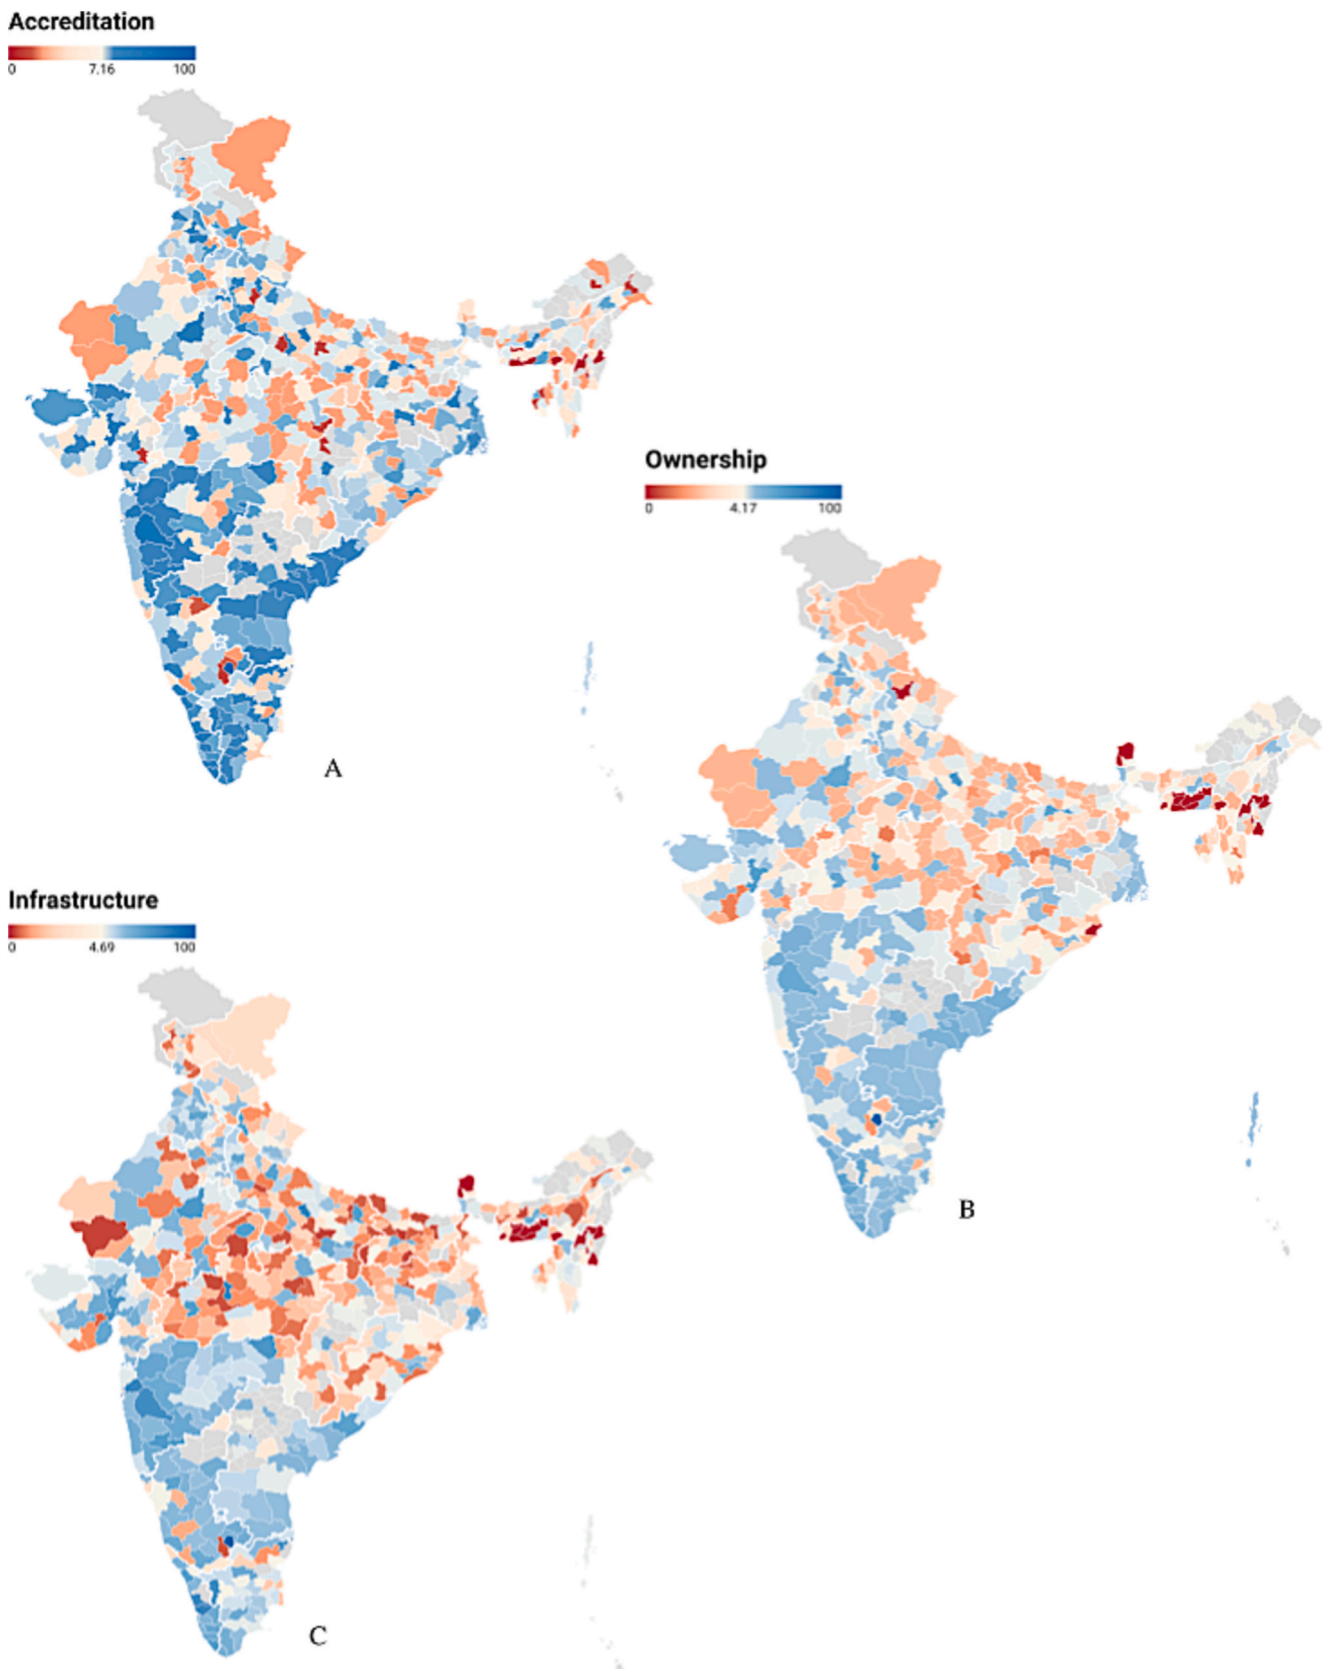 Accreditation
0 7.16 100
A
Ownership
0 4.17 100
B
Infrastructure
0 4.69 100
C